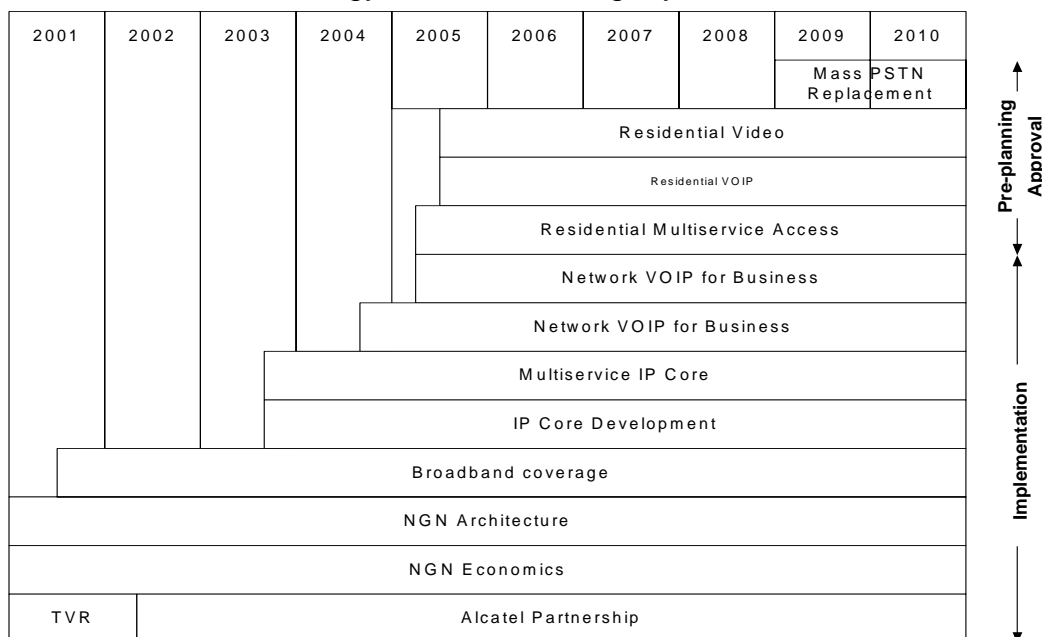 2001 2002 2003 2004 2005 2006 2007 2008 2009 2010
Mass PSTN
Replacement
Residential Video
Residential VOIP
Residential Multiservice Access
Network VOIP for Business
Network VOIP for Business
Multiservice IP Core
IP Core Development
Broadband coverage
NGN Architecture
NGN Economics
TVR Alcatel Partnership
Pre-planning
Approval
Implementation